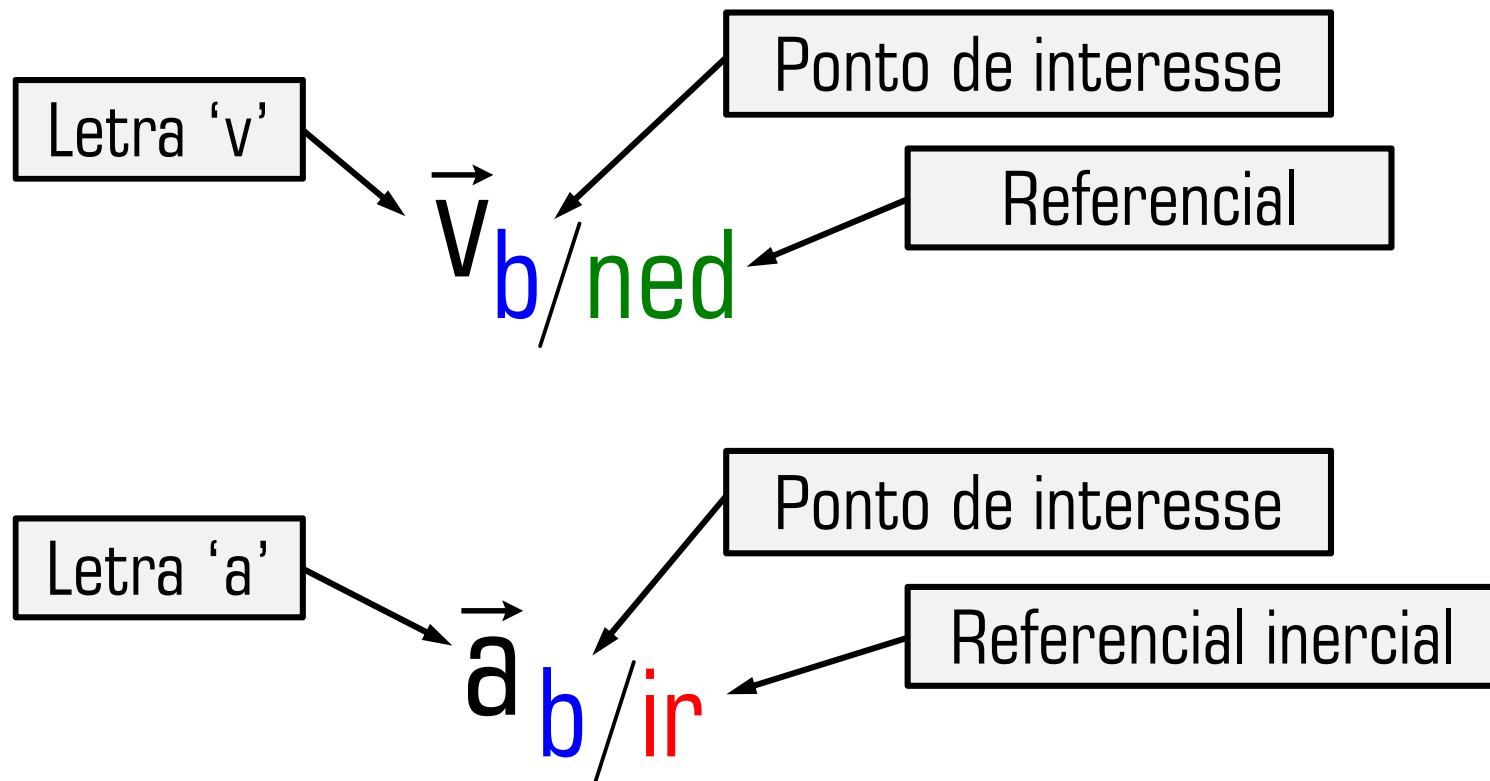 Ponto de interesse
Letra ‘v’
Referencial
v b/ned
Ponto de interesse
Letra ‘a’
Referencial inercial
a b/ir